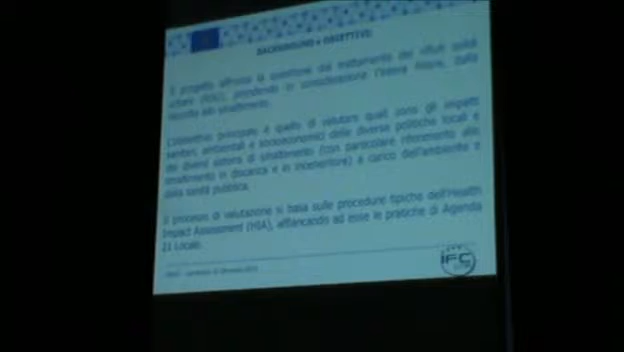 BACKGROUND e OBIETTIVI
Il progetto affronta la questione del trattamento dei rifiuti solidi
urbani (RSU), prendendo in considerazione l'intera filiera, dalla
raccolta allo smaltimento.
L'obiettivo principale è quello di valutare quali sono gli impatti
sanitari, ambientali e socioeconomici delle diverse politiche locali e
dei diversi sistemi di smaltimento (con particolare riferimento allo
smaltimento in discarica e in inceneritore) a carico dell'ambiente e
della sanità pubblica.
Il processo di valutazione si basa sulle procedure tipiche dell'Health
Impact Assessment (HIA), affiancando ad esse le pratiche di Agenda
21 Locale.
IFC